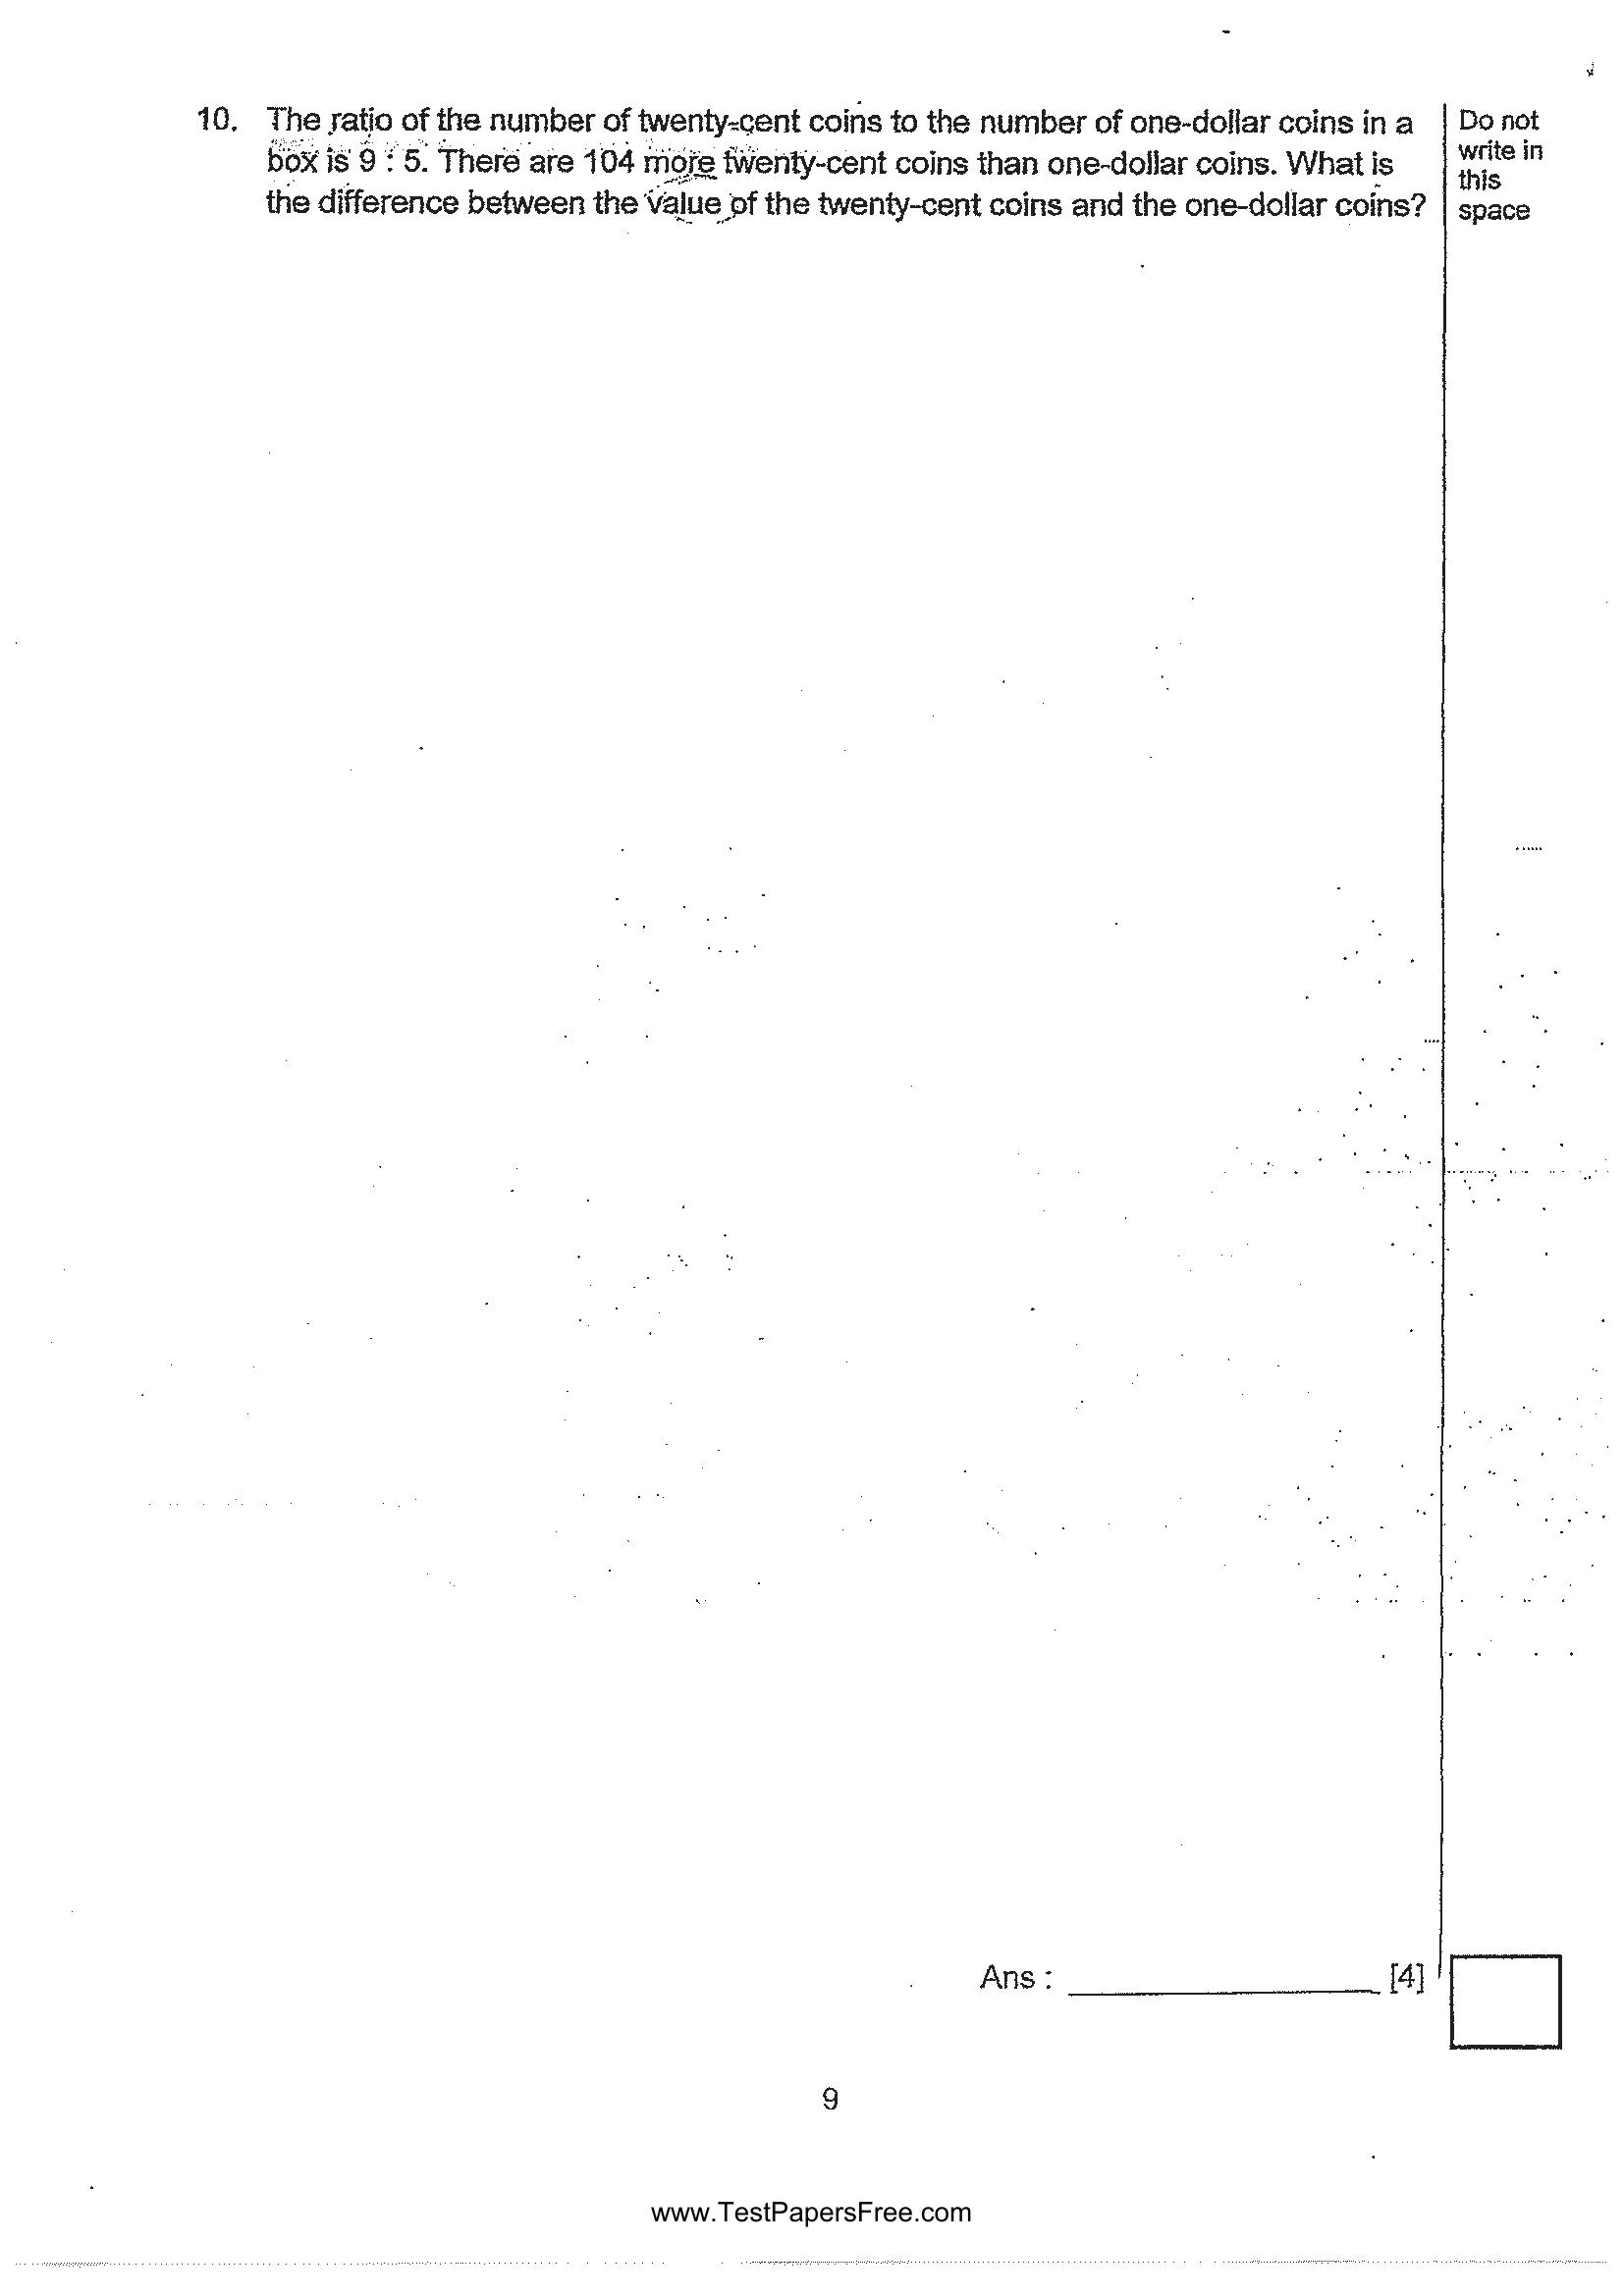 10. The ratio of the number of twenty-cent coins to the number of one-dollar coins in a
box is 9 : 5. There are 104 more twenty-cent coins than one-dollar coins. What is
the difference between the value of the twenty-cent coins and the one-dollar coins?
Do not
write in
this
space
Ans : ____________________ [4]
9
www.TestPapersFree.com